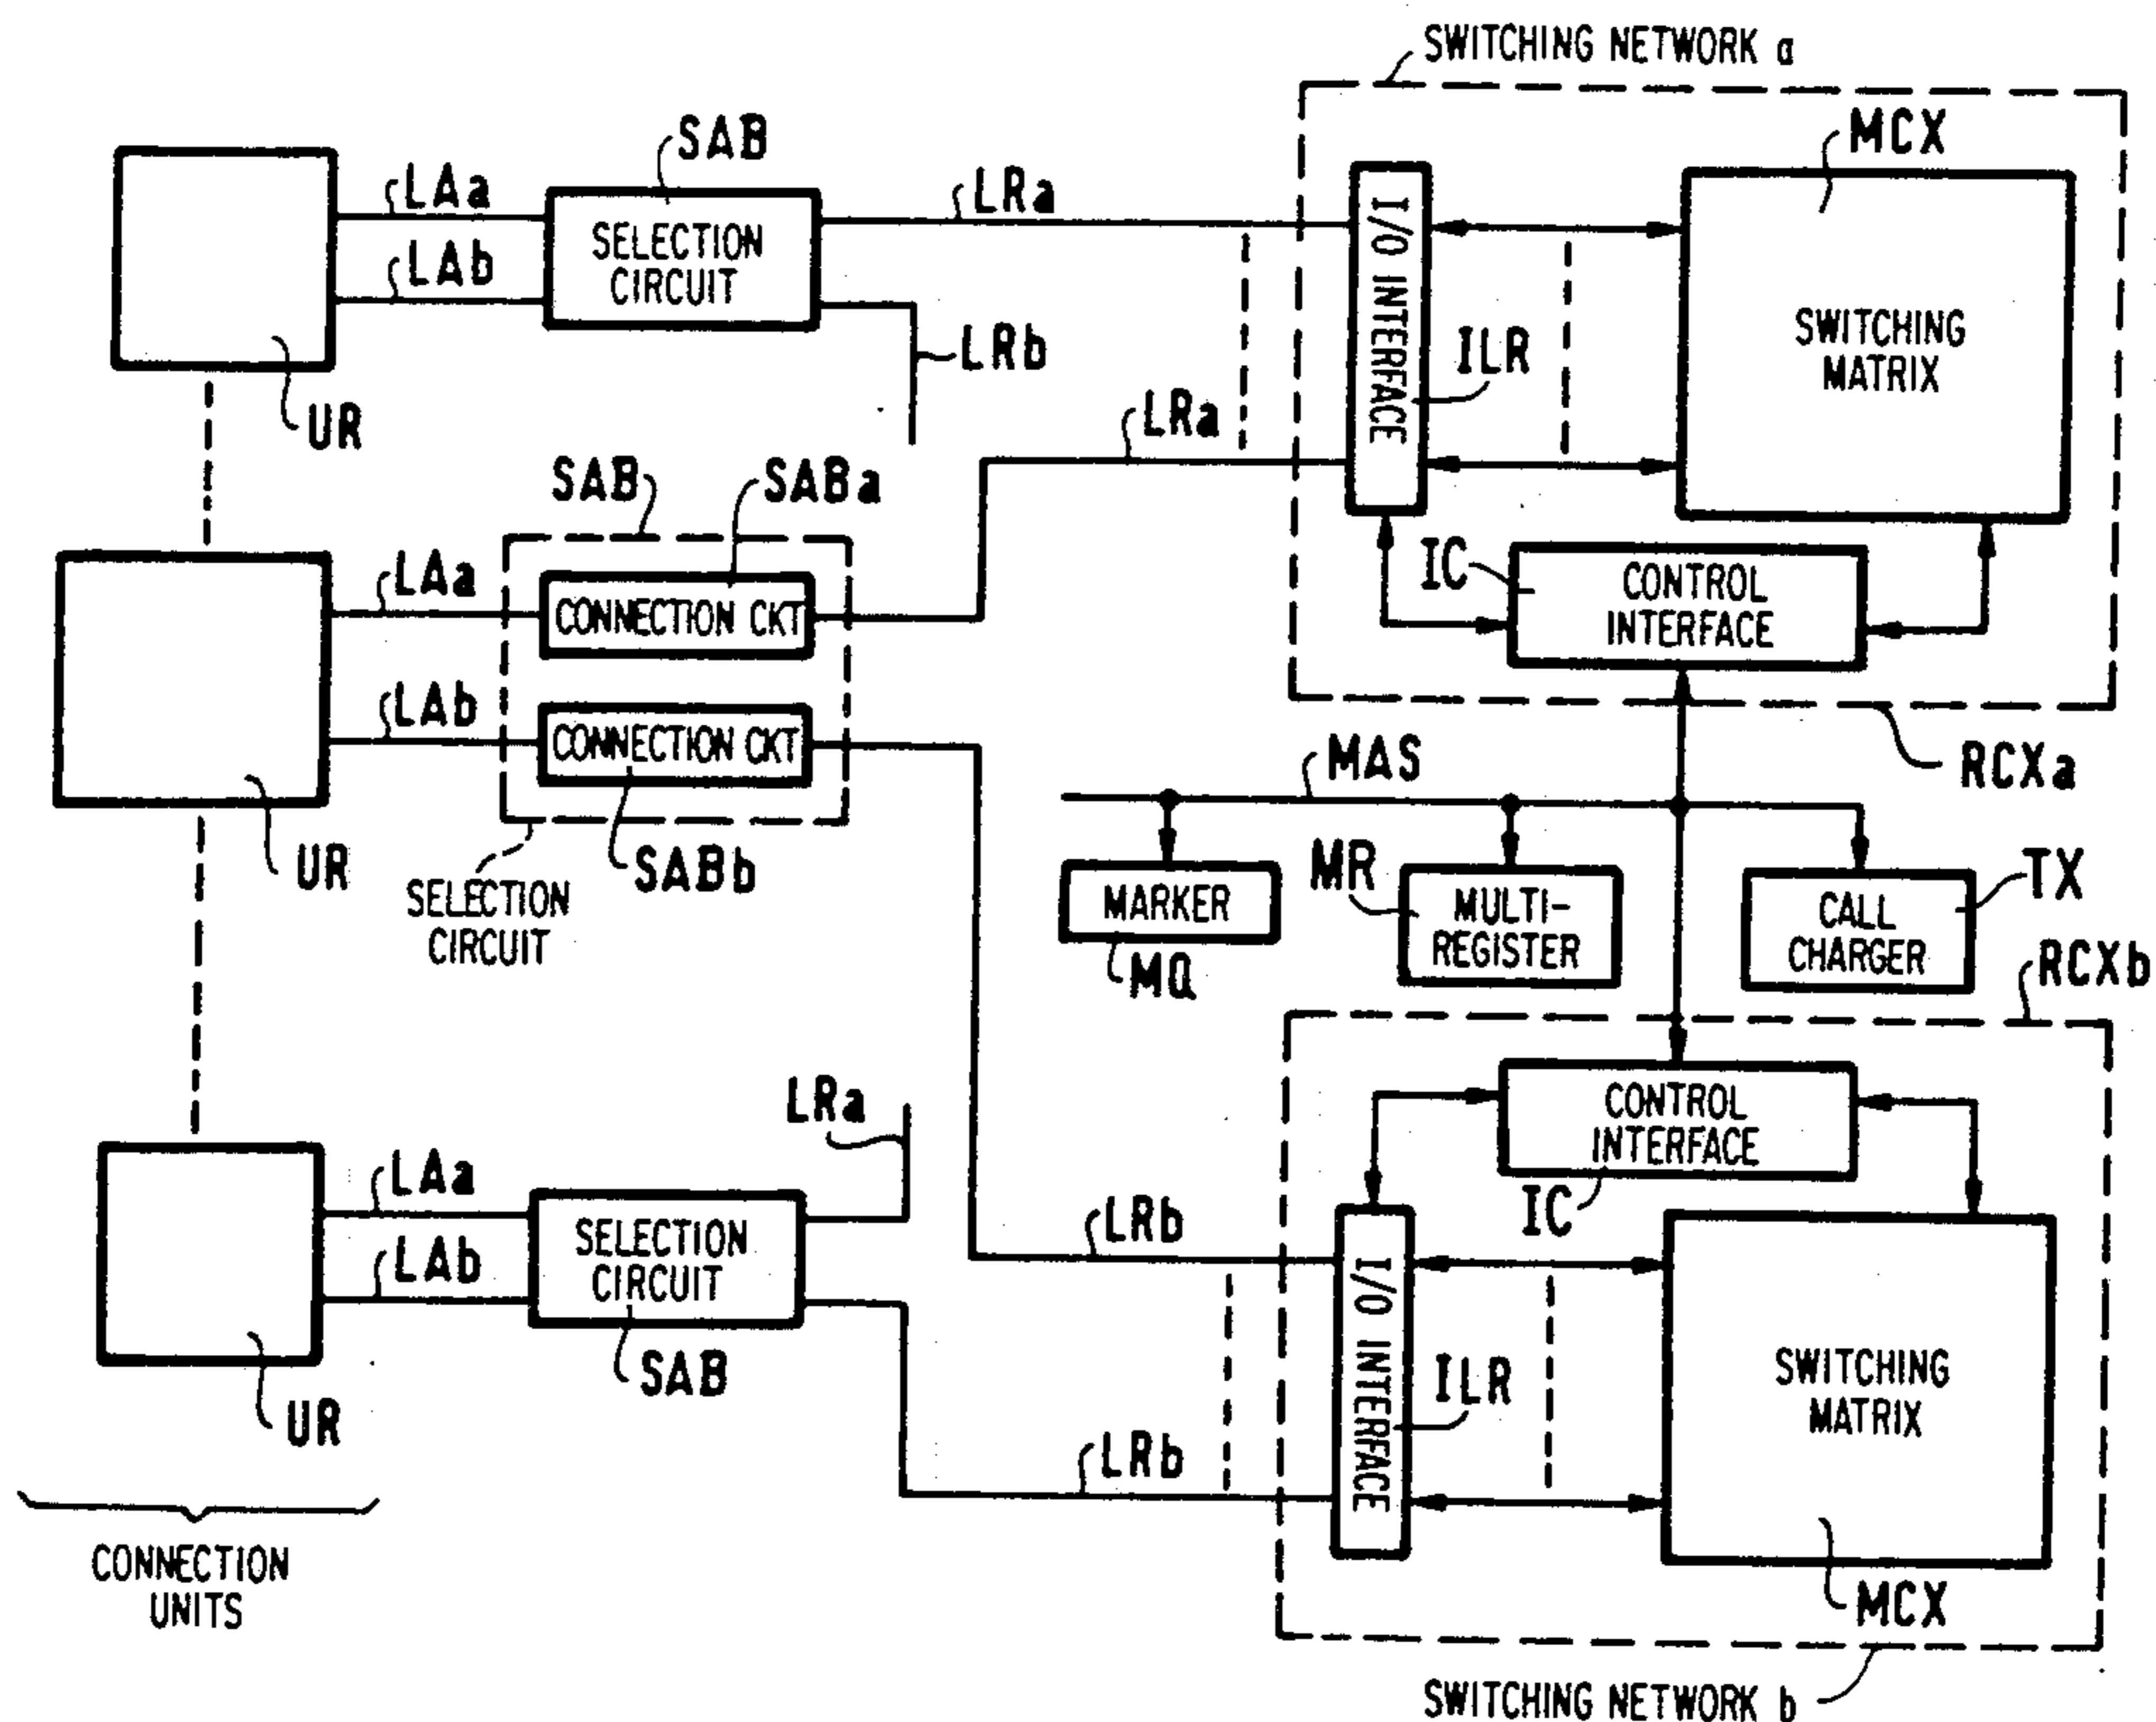 SWITCHING NETWORK a
MCX
SAB
LAa
SELECTION
CIRCUIT
LAb
LRa
LRb
I/O INTERFACE
ILR
SWITCHING
MATRIX
UR
LRa
SAB
SABa
LAa
CONNECTION CKT
IC
CONTROL
INTERFACE
LAb
CONNECTION CKT
MAS
RCXa
UR
SABb
SELECTION
CIRCUIT
MARKER
MQ
MR
MULTI-
REGISTER
CALL
CHARGER
TX
RCXb
LRa
CONTROL
INTERFACE
IC
LAa
SELECTION
CIRCUIT
LAb
SAB
LRb
I/O INTERFACE
ILR
SWITCHING
MATRIX
UR
LRb
MCX
CONNECTION
UNITS
SWITCHING NETWORK b